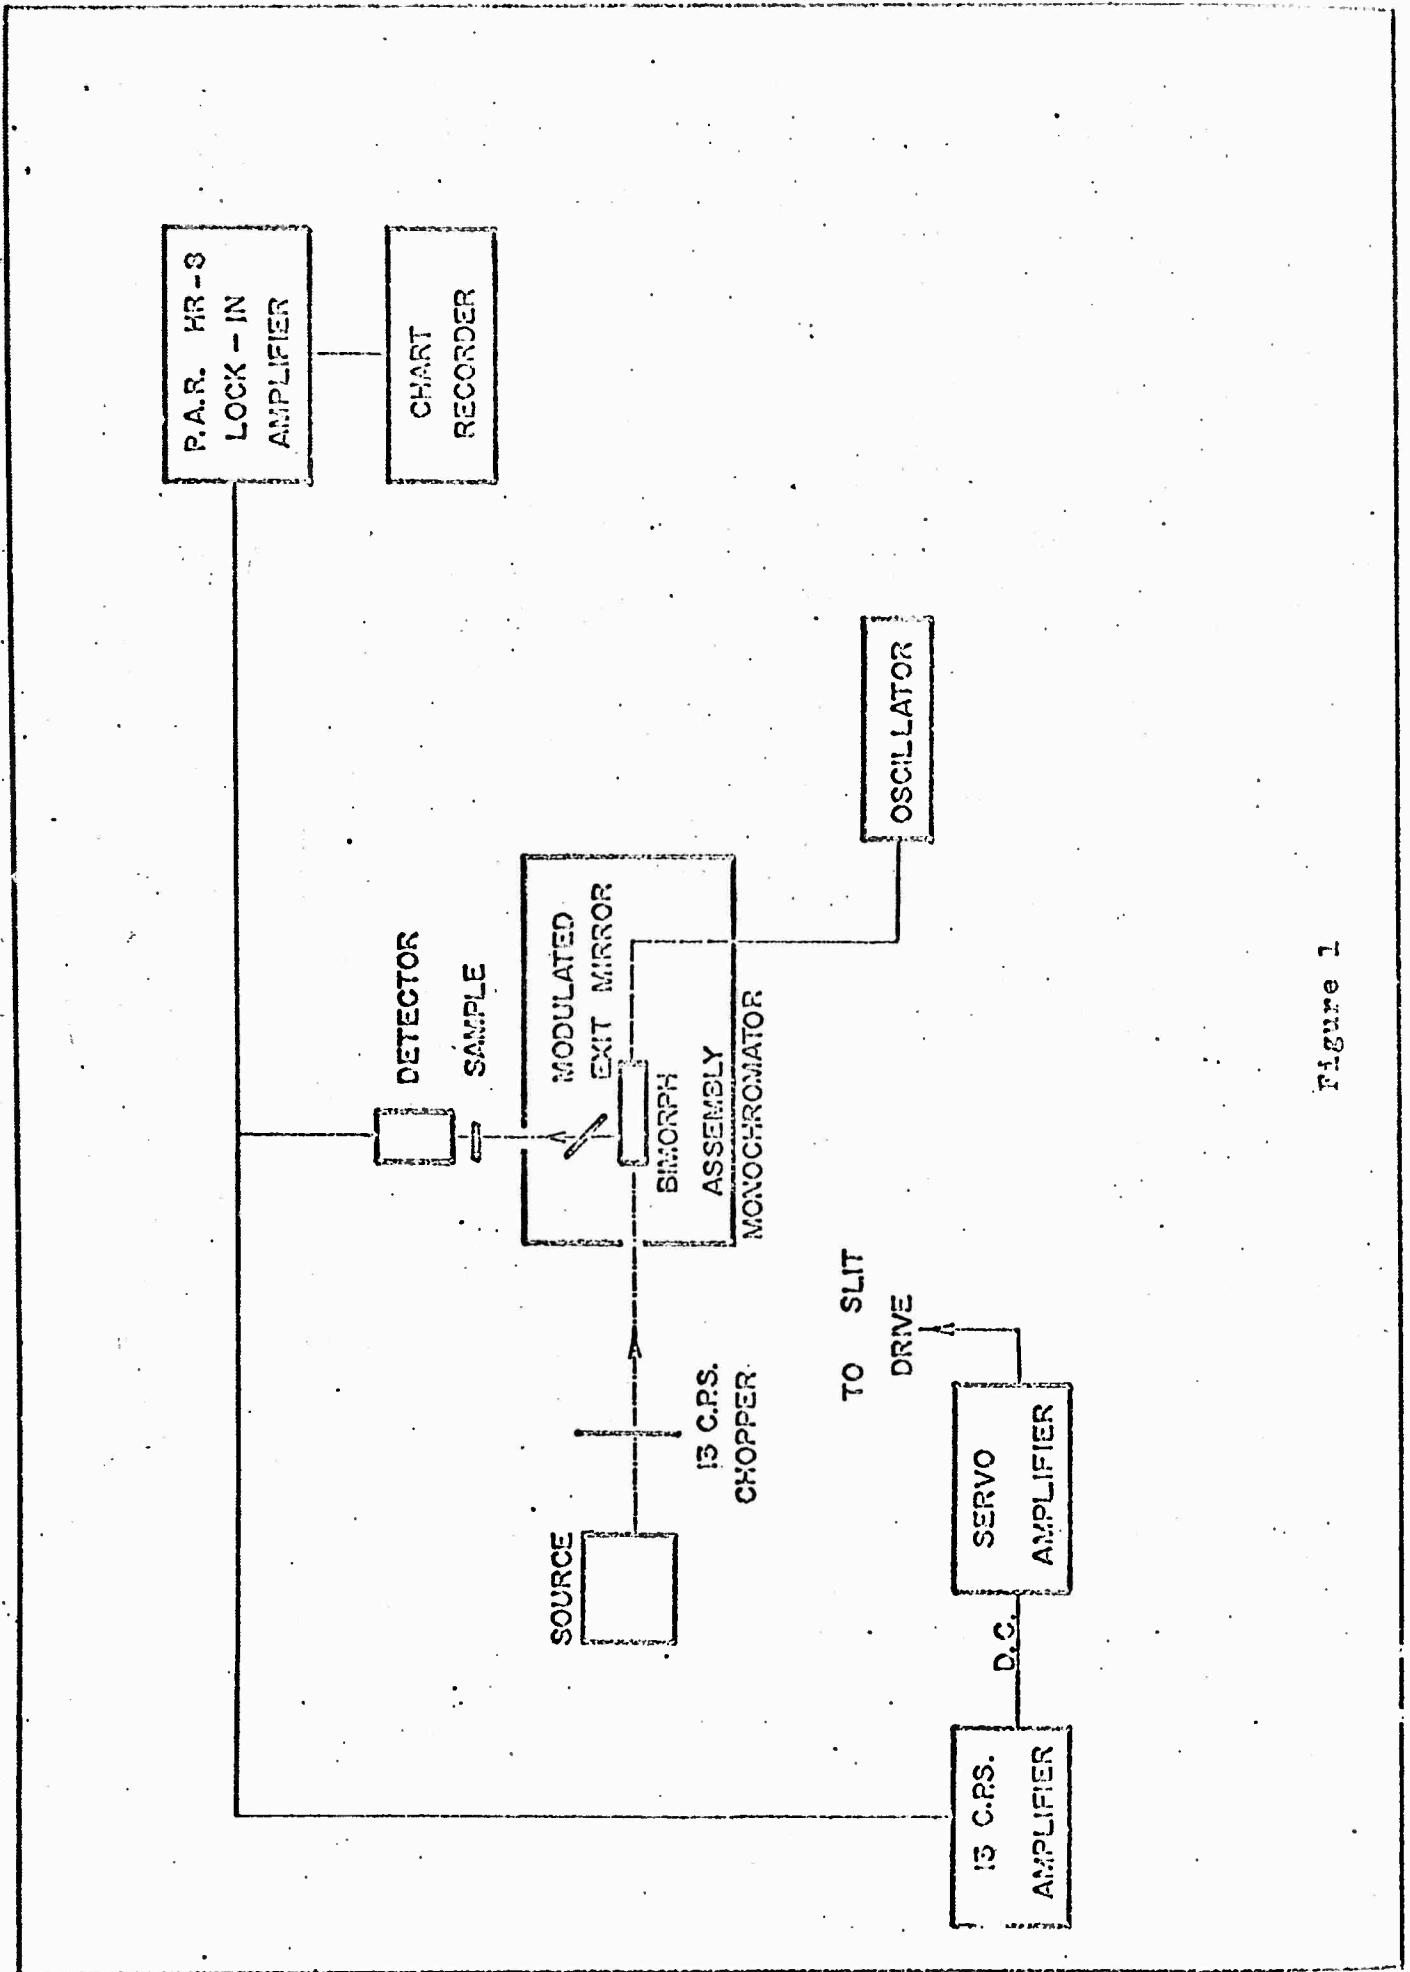 P.A.R. HR-8
LOCK-IN
AMPLIFIER
CHART
RECORDER
DETECTOR
SAMPLE
MODULATED
EXIT MIRROR
BIMORPH
ASSEMBLY
MONOCHROMATOR
SOURCE
13 C.P.S.
CHOPPER
OSCILLATOR
TO SLIT
DRIVE
13 C.P.S.
AMPLIFIER
D.C.
SERVO
AMPLIFIER
Figure 1